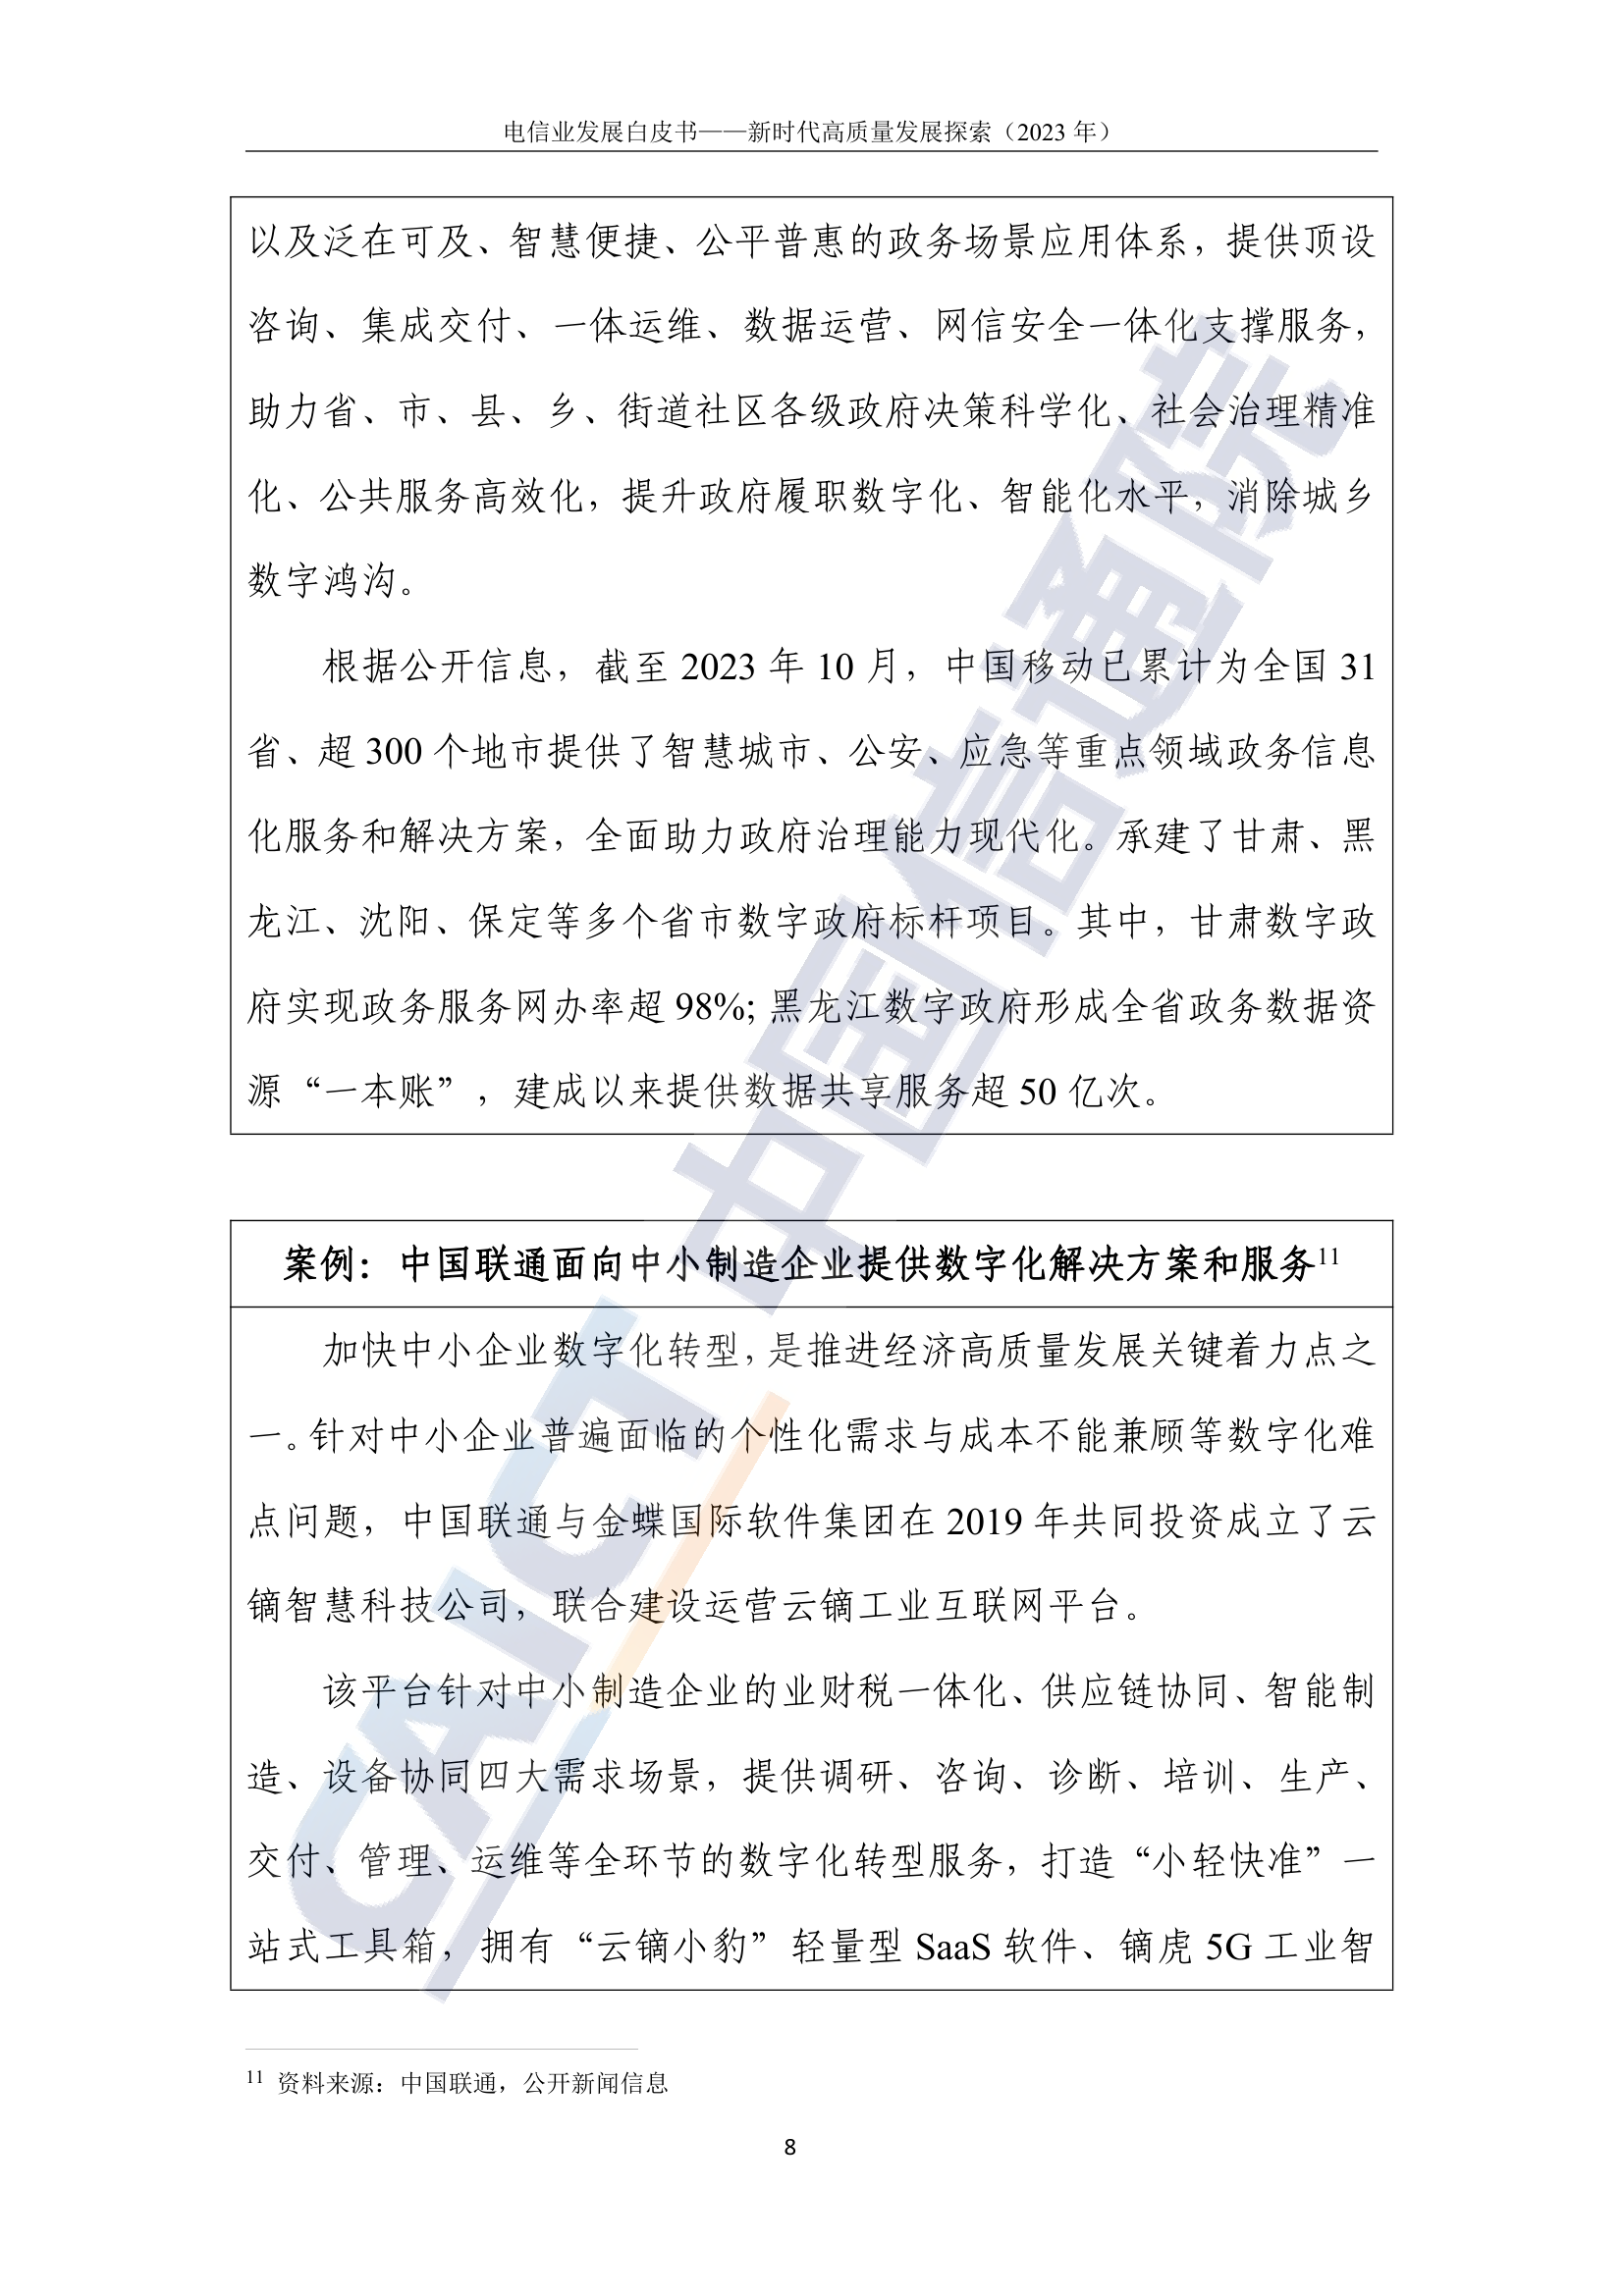 电信业发展白皮书——新时代高质量发展探索（2023 年）
以及泛在可及、智慧便捷、公平普惠的政务场景应用体系，提供顶设
咨询、集成交付、一体运维、数据运营、网信安全一体化支撑服务，
助力省、市、县、乡、街道社区各级政府决策科学化、社会治理精准
化、公共服务高效化，提升政府履职数字化、智能化水平，消除城乡
数字鸿沟。
根据公开信息，截至 2023 年 10 月，中国移动已累计为全国 31
省、超 300 个地市提供了智慧城市、公安、应急等重点领域政务信息
化服务和解决方案，全面助力政府治理能力现代化。承建了甘肃、黑
龙江、沈阳、保定等多个省市数字政府标杆项目。其中，甘肃数字政
府实现政务服务网办率超 98%；黑龙江数字政府形成全省政务数据资
源“一本账”，建成以来提供数据共享服务超 50 亿次。
案例：中国联通面向中小制造企业提供数字化解决方案和服务11
加快中小企业数字化转型，是推进经济高质量发展关键着力点之
一。针对中小企业普遍面临的个性化需求与成本不能兼顾等数字化难
点问题，中国联通与金蝶国际软件集团在 2019 年共同投资成立了云
镝智慧科技公司，联合建设运营云镝工业互联网平台。
该平台针对中小制造企业的业财税一体化、供应链协同、智能制
造、设备协同四大需求场景，提供调研、咨询、诊断、培训、生产、
交付、管理、运维等全环节的数字化转型服务，打造“小轻快准”一
站式工具箱，拥有“云镝小豹”轻量型 SaaS 软件、镝虎 5G 工业智
11 资料来源：中国联通，公开新闻信息
8
CAICT 中国信通院